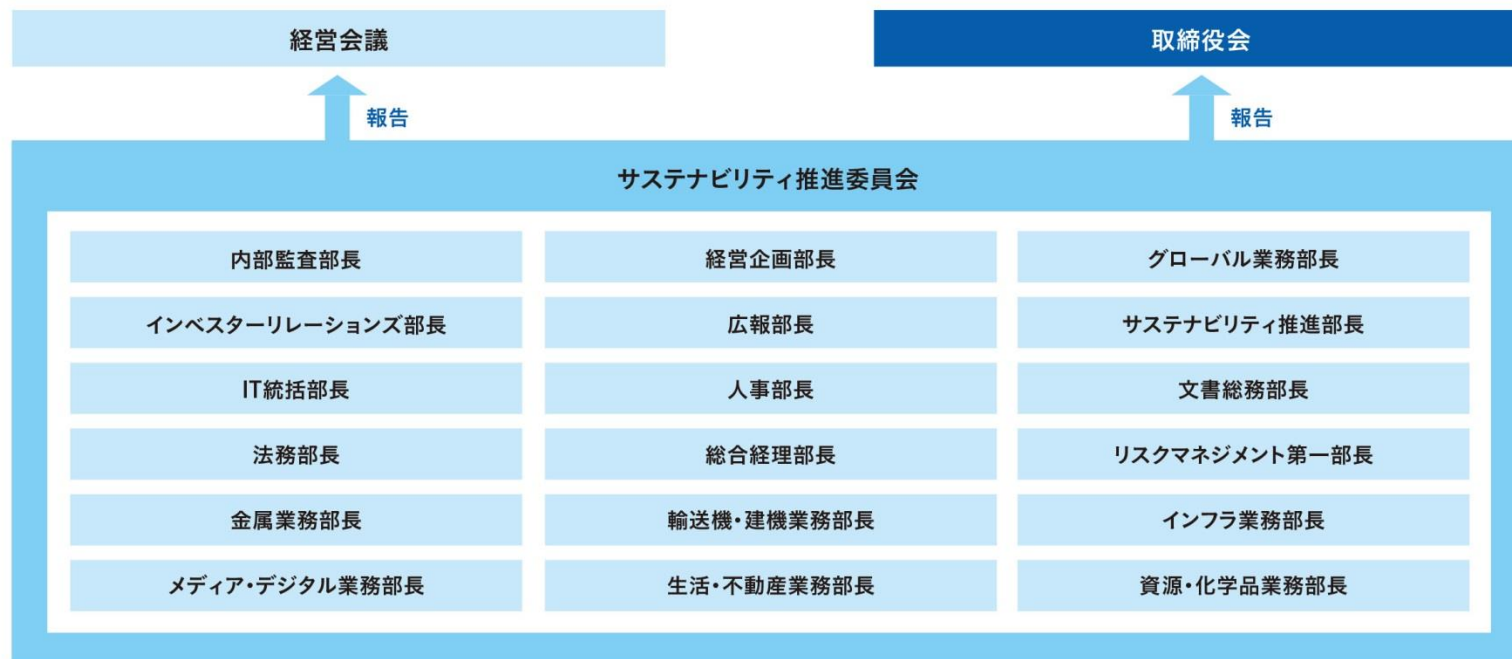 経営会議
取締役会
報告
報告
サステナビリティ推進委員会
内部監査部長
経営企画部長
グローバル業務部長
インベスターリレーションズ部長
広報部長
サステナビリティ推進部長
IT統括部長
人事部長
文書総務部長
法務部長
総合経理部長
リスクマネジメント第一部長
金属業務部長
輸送機・建機業務部長
インフラ業務部長
メディア・デジタル業務部長
生活・不動産業務部長
資源・化学品業務部長